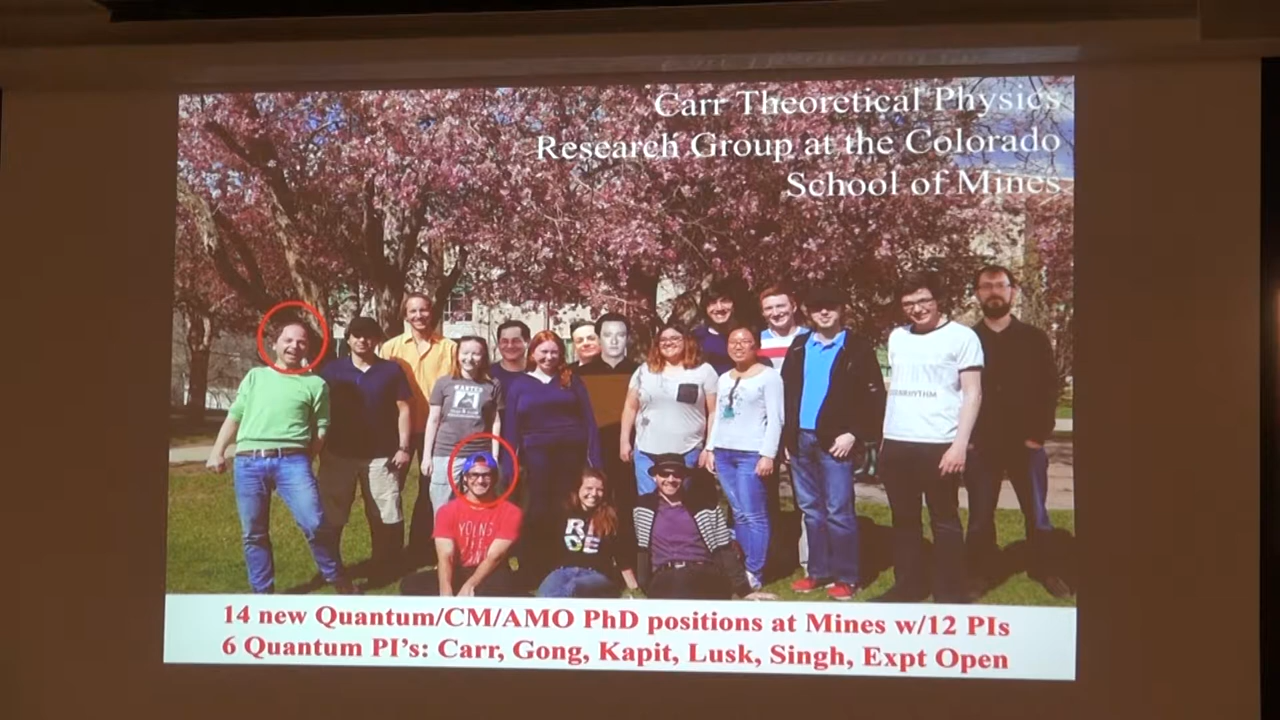 Carr Theoretical Physics
Research Group at the Colorado
School of Mines
WANTED
14 new Quantum/CM/AMO PhD positions at Mines w/12 PIs
6 Quantum PI's: Carr, Gong, Kapit, Lusk, Singh, Expt Open